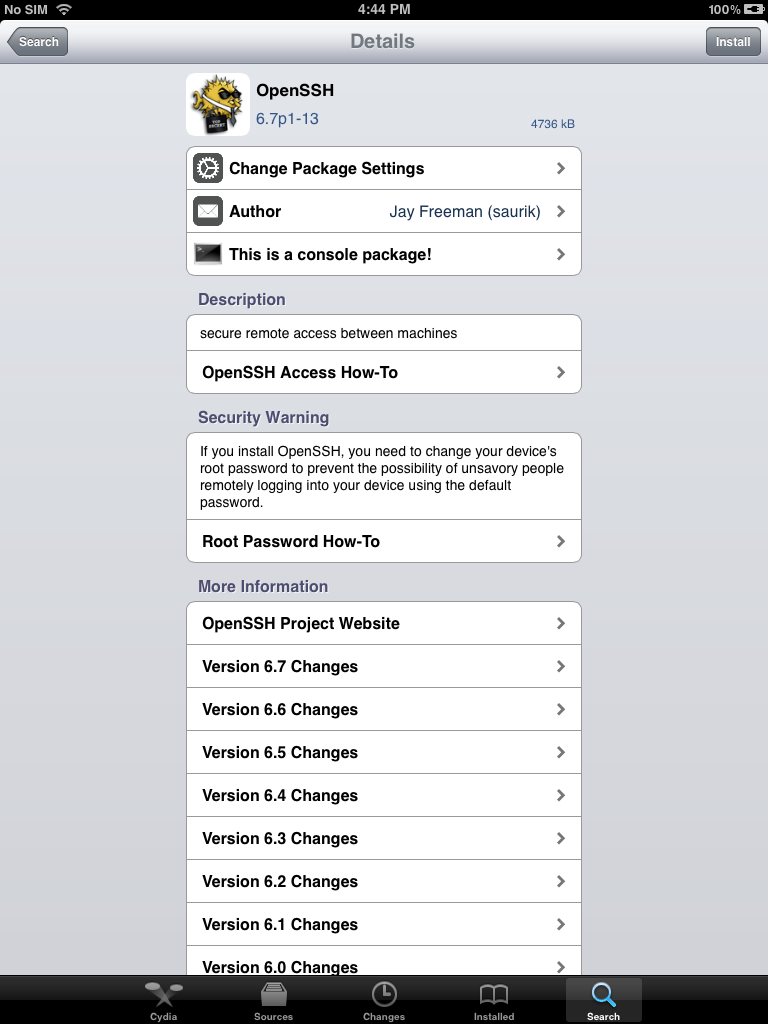 No SIM 4:44 PM 100%
Search Details Install
OpenSSH
6.7p1-13 4736 kB
Change Package Settings
Author Jay Freeman (saurik)
This is a console package!
Description
secure remote access between machines
OpenSSH Access How-To
Security Warning
If you install OpenSSH, you need to change your device's
root password to prevent the possibility of unsavory people
remotely logging into your device using the default
password.
Root Password How-To
More Information
OpenSSH Project Website
Version 6.7 Changes
Version 6.6 Changes
Version 6.5 Changes
Version 6.4 Changes
Version 6.3 Changes
Version 6.2 Changes
Version 6.1 Changes
Version 6.0 Changes
Cydia Sources Changes Installed Search